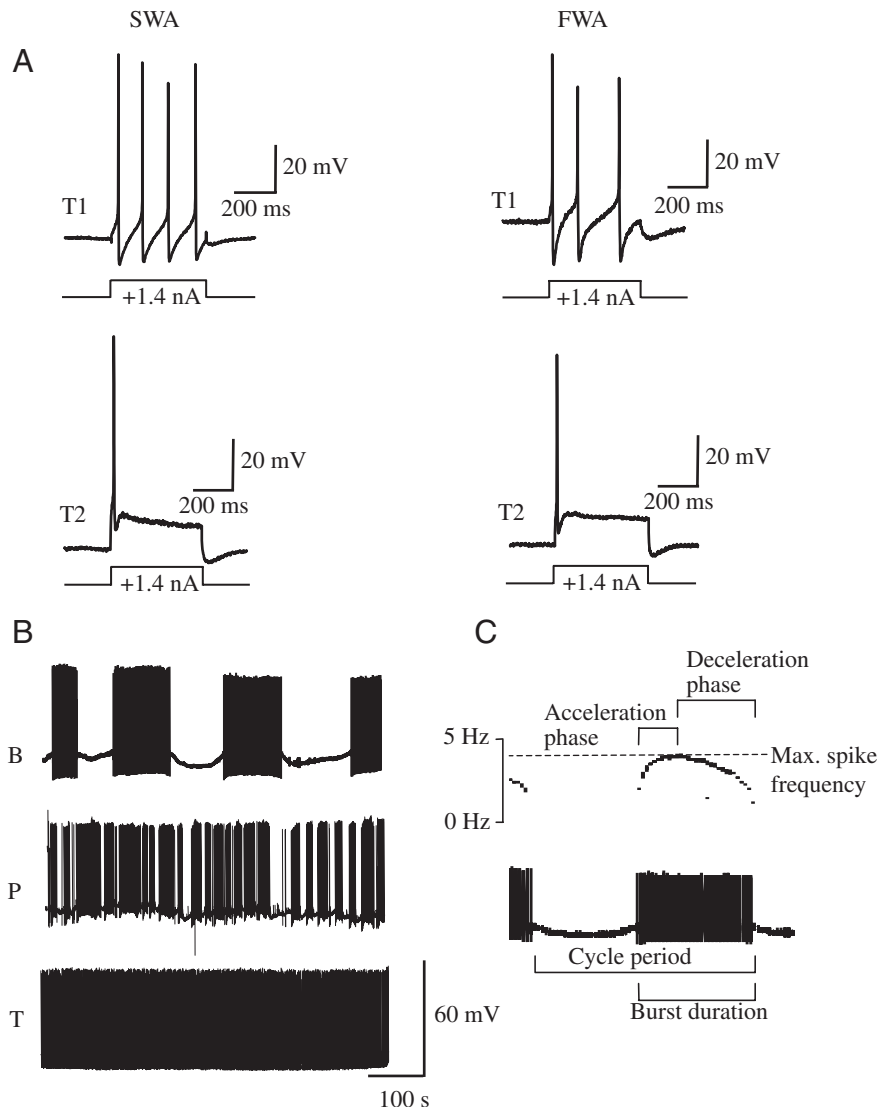 SWA
FWA
A
T1
20 mV
200 ms
+1.4 nA
T1
20 mV
200 ms
+1.4 nA
T2
20 mV
200 ms
+1.4 nA
T2
20 mV
200 ms
+1.4 nA
B
B
P
T
60 mV
100 s
C
Deceleration
phase
Acceleration
phase
5 Hz
Max. spike
frequency
0 Hz
Cycle period
Burst duration